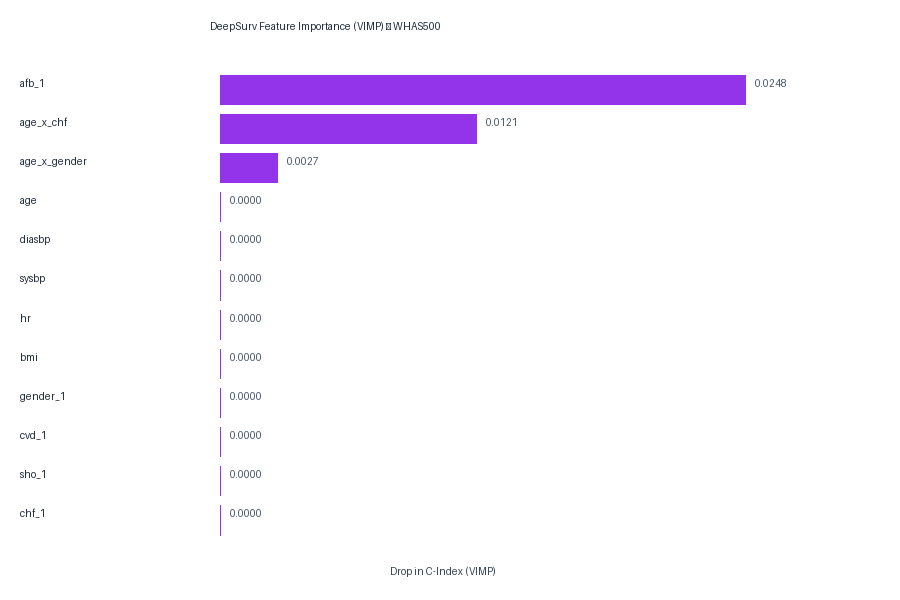 DeepSurv Feature Importance (VIMP) ▯ WHAS500
afb_1 0.0248
age_x_chf 0.0121
age_x_gender 0.0027
age 0.0000
diasbp 0.0000
sysbp 0.0000
hr 0.0000
bmi 0.0000
gender_1 0.0000
cvd_1 0.0000
sho_1 0.0000
chf_1 0.0000
Drop in C-Index (VIMP)